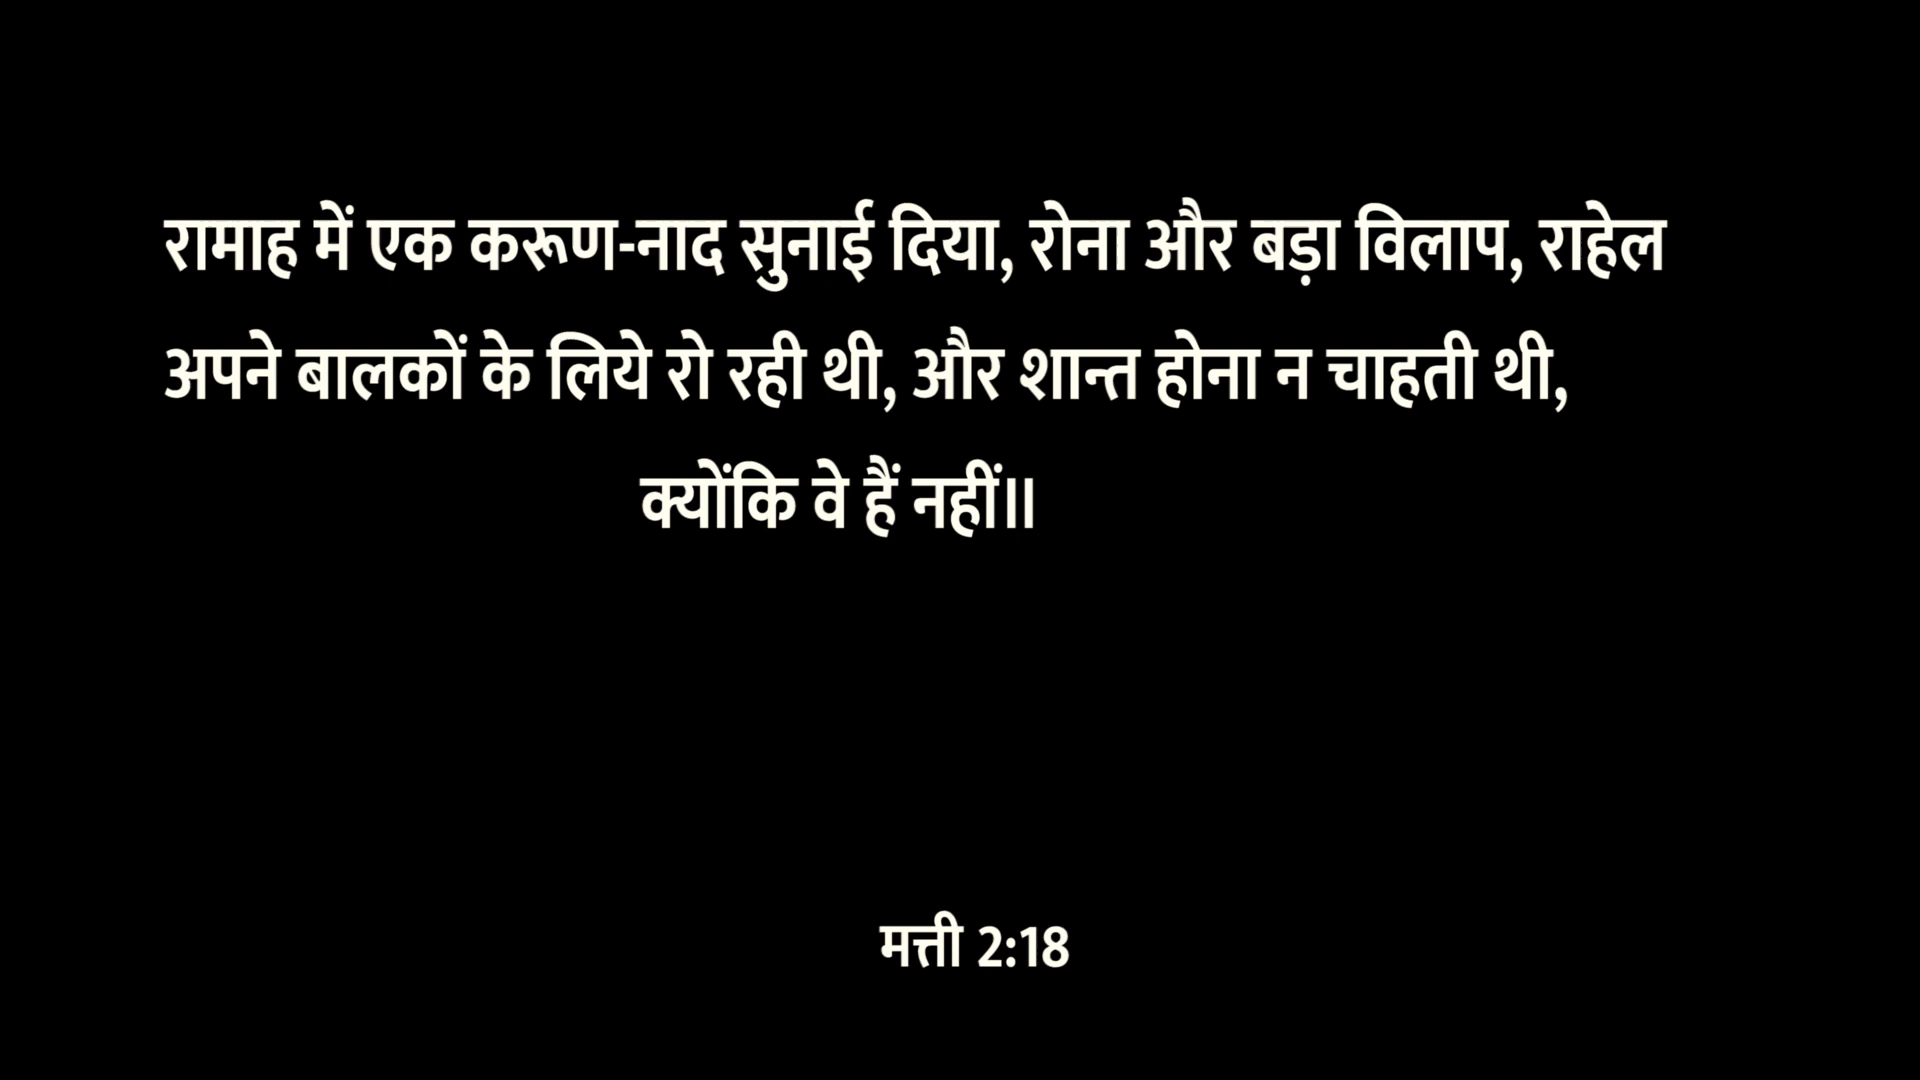 रामाह में एक करूण-नाद सुनाई दिया, रोना और बड़ा विलाप, राहेल
अपने बालकों के लिये रो रही थी, और शान्त होना न चाहती थी,
क्योंकि वे हैं नहीं॥
मत्ती 2:18